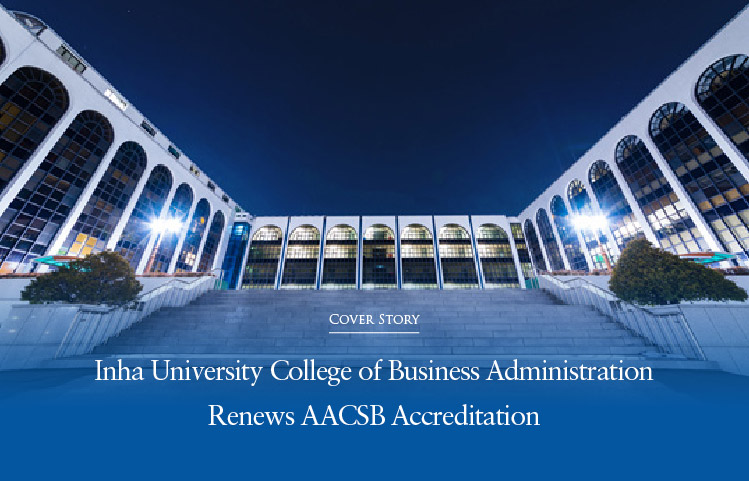 Cover Story
Inha University College of Business Administration
Renews AACSB Accreditation